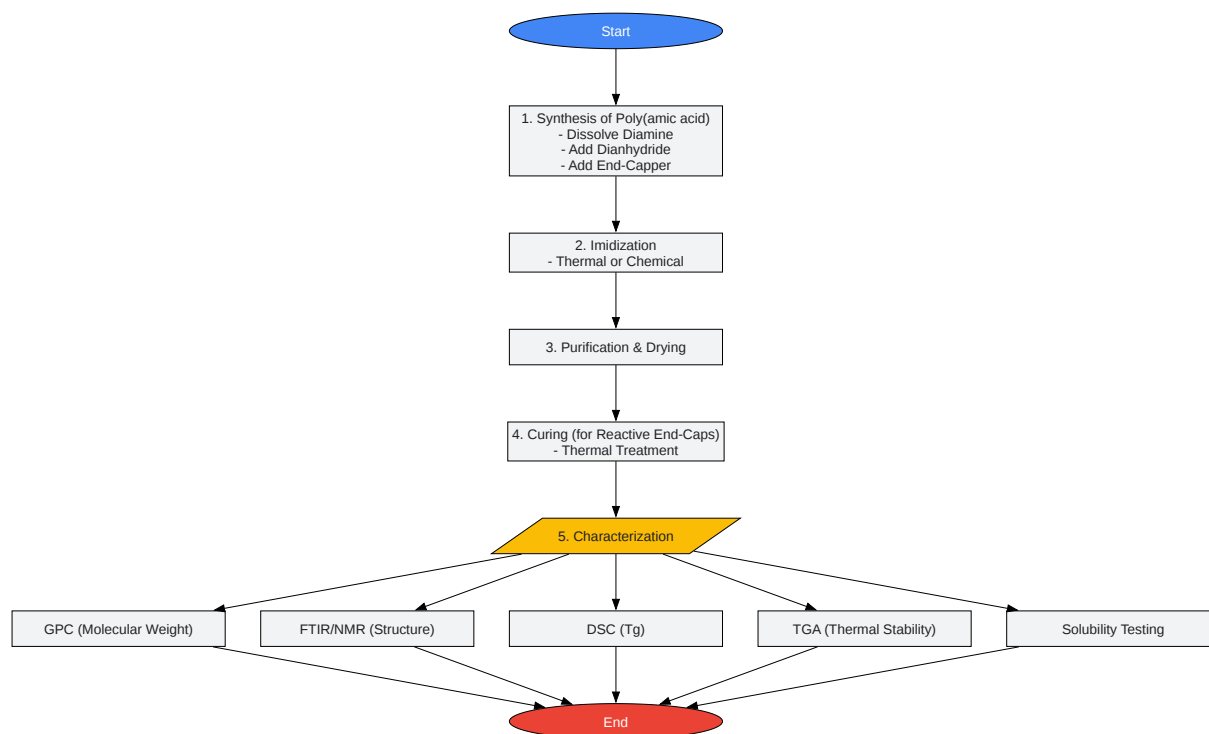 Start
1. Synthesis of Poly(amic acid)
- Dissolve Diamine
- Add Dianhydride
- Add End-Capper
2. Imidization
- Thermal or Chemical
3. Purification & Drying
4. Curing (for Reactive End-Caps)
- Thermal Treatment
5. Characterization
GPC (Molecular Weight)
FTIR/NMR (Structure)
DSC (Tg)
TGA (Thermal Stability)
Solubility Testing
End